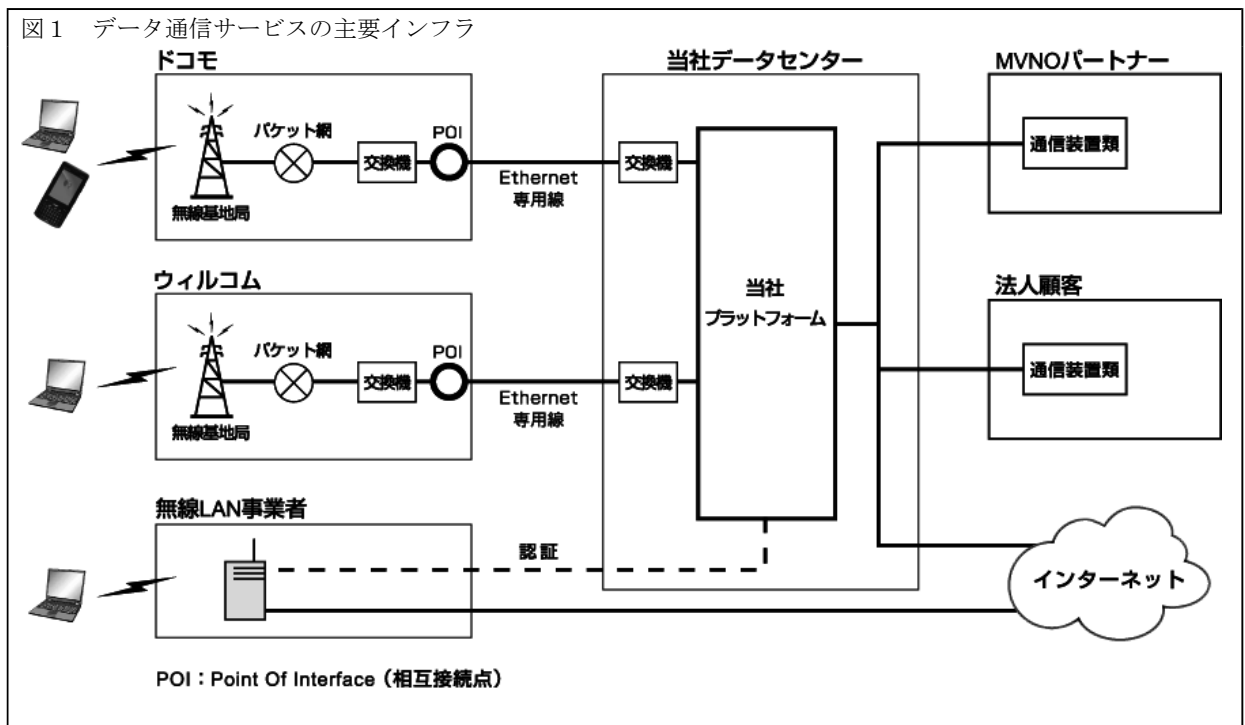 図１　データ通信サービスの主要インフラ
ドコモ
当社データセンター
MVNOパートナー
パケット網
POI
交換機
交換機
通信装置類
Ethernet
専用線
無線基地局
ウィルコム
法人顧客
当社
プラットフォーム
パケット網
POI
交換機
交換機
通信装置類
Ethernet
専用線
無線基地局
無線LAN事業者
認証
インターネット
POI：Point Of Interface（相互接続点）